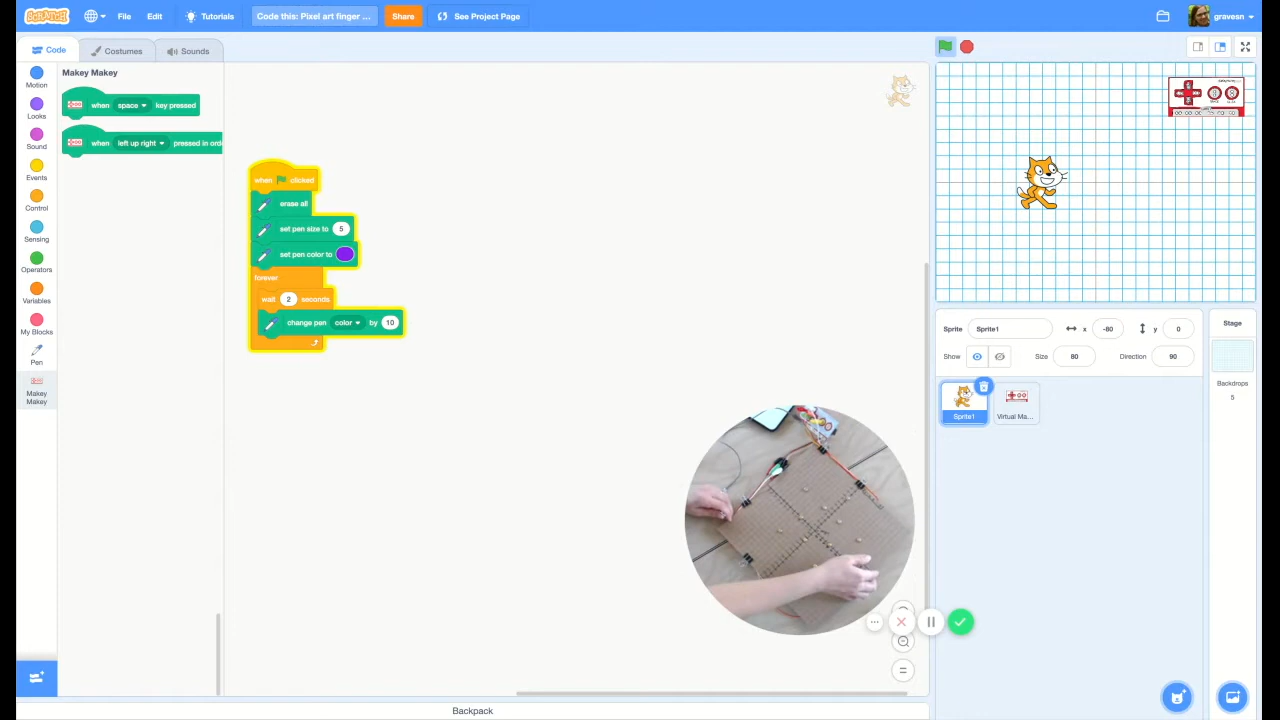 SCRATCH File Edit Tutorials Code this: Pixel art finger ... Share See Project Page gravesn
Code Costumes Sounds
Motion
Looks
Sound
Events
Control
Sensing
Operators
Variables
My Blocks
Pen
Makey
Makey
Makey Makey
when space key pressed
when left up right pressed in orde
when clicked
erase all
set pen size to 5
set pen color to
forever
wait 2 seconds
change pen color by 10
Sprite Sprite1 x -80 y 0
Show Size 80 Direction 90
Sprite1
Virtual Ma...
Stage
Backdrops
5
Backpack